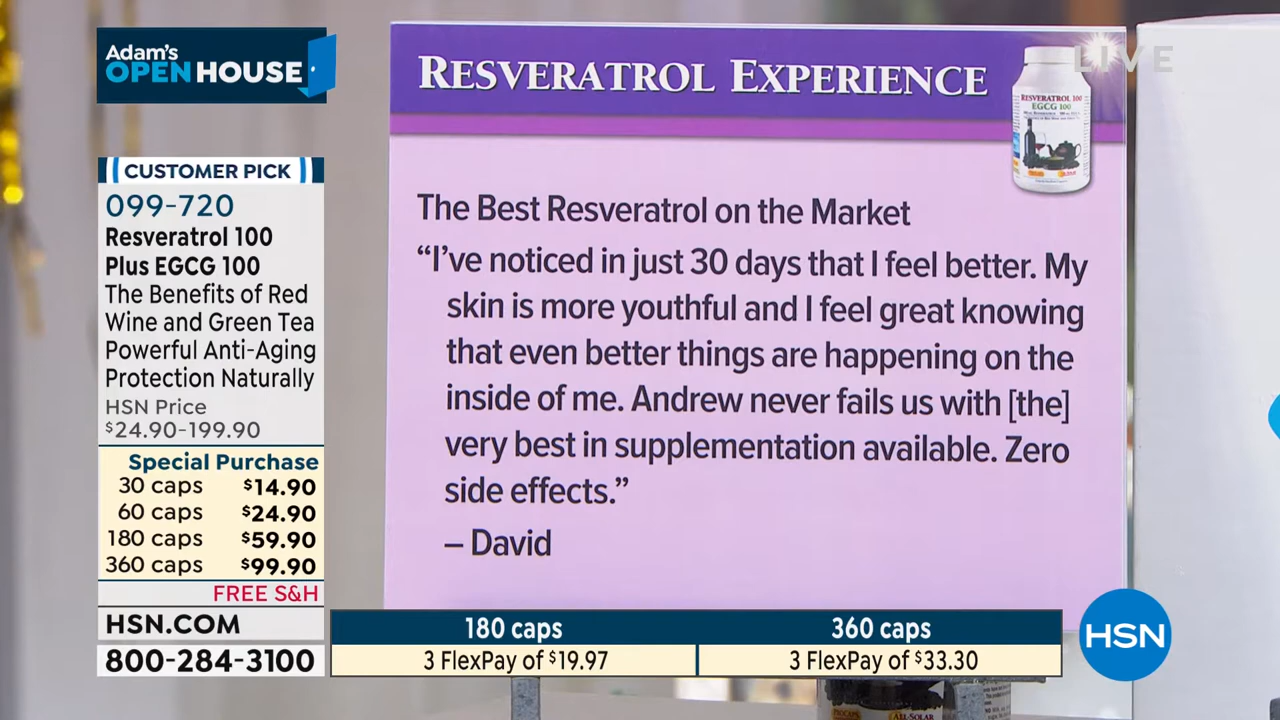 Adam's
OPEN HOUSE
CUSTOMER PICK
099-720
Resveratrol 100
Plus EGCG 100
The Benefits of Red
Wine and Green Tea
Powerful Anti-Aging
Protection Naturally
HSN Price
$24.90-199.90
Special Purchase
30 caps $14.90
60 caps $24.90
180 caps $59.90
360 caps $99.90
FREE S&H
HSN.COM
800-284-3100
LIVE
RESVERATROL EXPERIENCE
RESVERATROL 100
EGCG 100
The Best Resveratrol on the Market
“I've noticed in just 30 days that I feel better. My
skin is more youthful and I feel great knowing
that even better things are happening on the
inside of me. Andrew never fails us with [the]
very best in supplementation available. Zero
side effects.”
– David
180 caps 360 caps
3 FlexPay of $19.97 3 FlexPay of $33.30
HSN
ALL-SOLAR